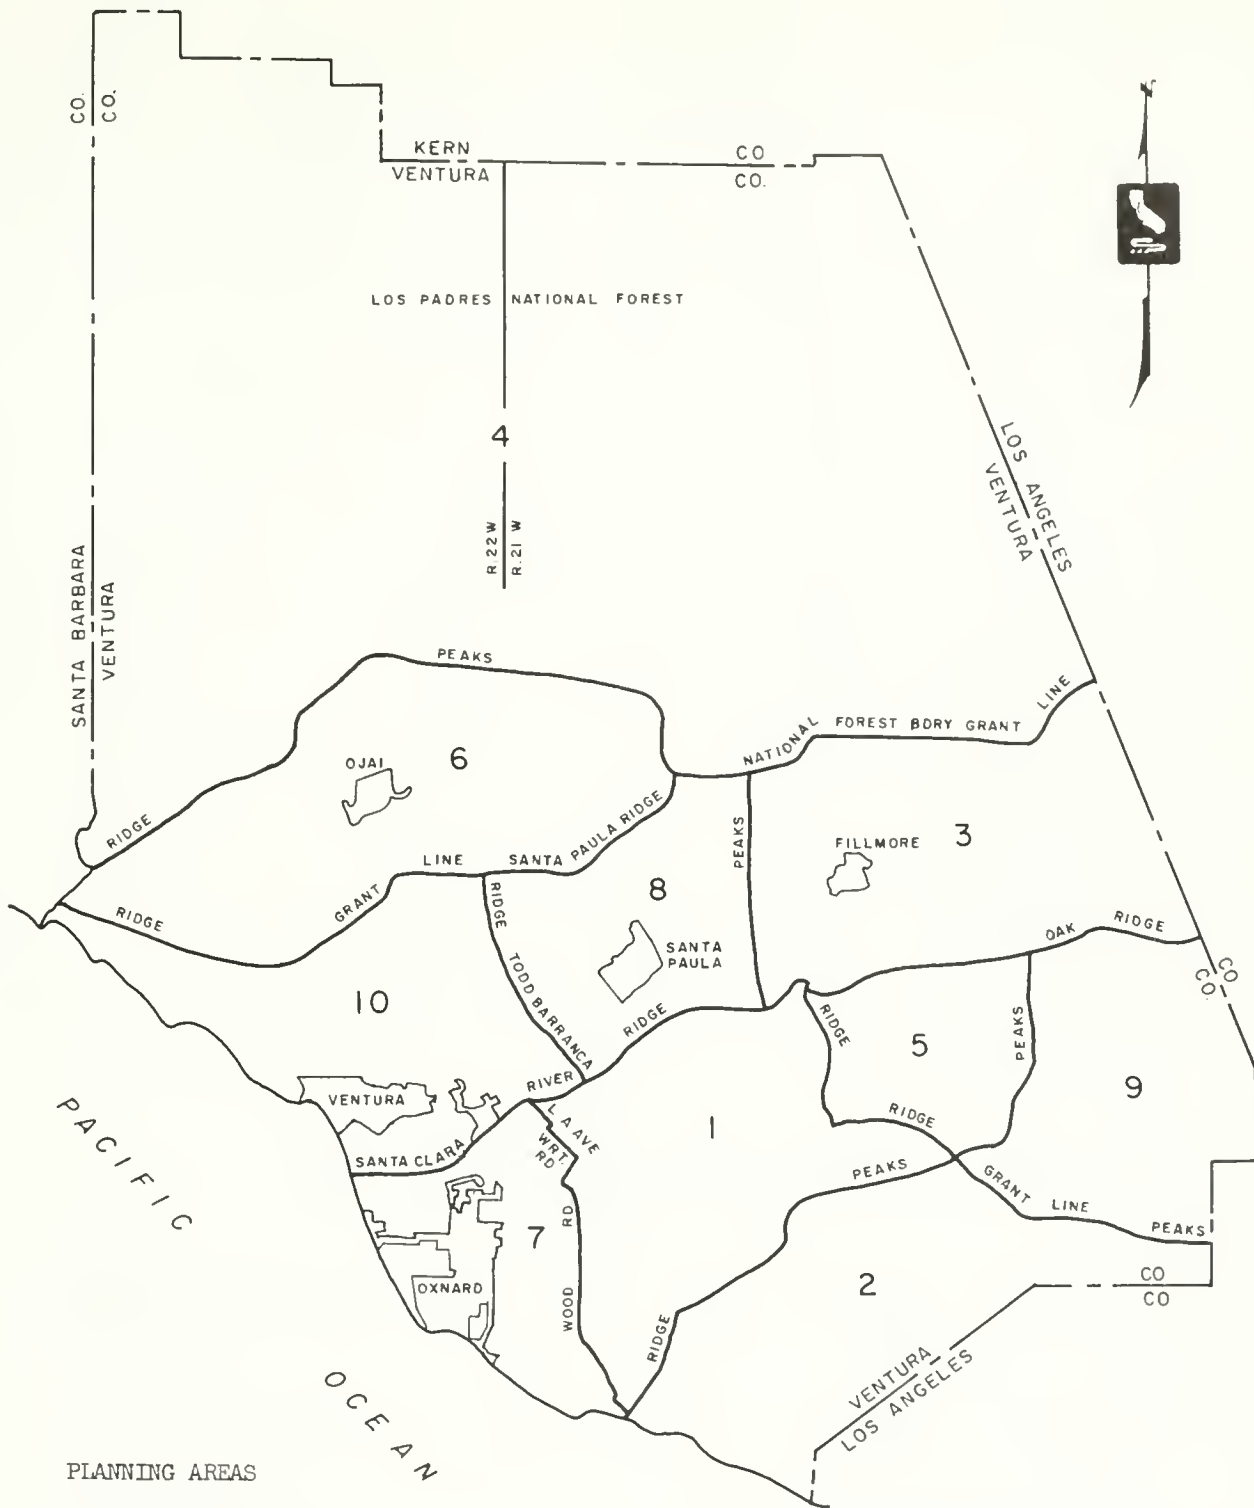 CO.
CO.
KERN
VENTURA
CO
CO.
N
LOS PADRES NATIONAL FOREST
4
R.22W
R.21 W
LOS ANGELES
VENTURA
SANTA BARBARA
VENTURA
PEAKS
NATIONAL FOREST BDRY GRANT LINE
6
OJAI
RIDGE
RIDGE GRANT LINE SANTA PAULA RIDGE
PEAKS
FILLMORE
3
8
SANTA
PAULA
RIDGE
TODD BARRANCA
RIDGE
OAK RIDGE
CO
CO.
10
RIDGE
5
PEAKS
9
RIVER
VENTURA
SANTA CLARA
L A AVE
WRT.
RD
1
RIDGE
PEAKS
GRANT LINE PEAKS
7
WOOD RD
OXNARD
RIDGE
2
CO
CO
VENTURA
LOS ANGELES
PACIFIC
OCEAN
PLANNING AREAS